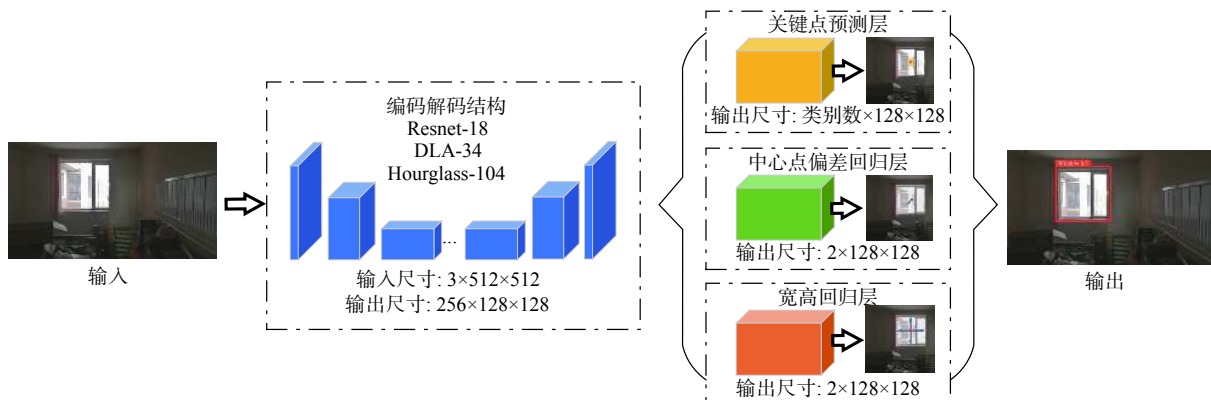 输入
编码解码结构
Resnet-18
DLA-34
Hourglass-104
...
输入尺寸: 3×512×512
输出尺寸: 256×128×128
关键点预测层
输出尺寸: 类别数×128×128
中心点偏差回归层
输出尺寸: 2×128×128
宽高回归层
输出尺寸: 2×128×128
输出